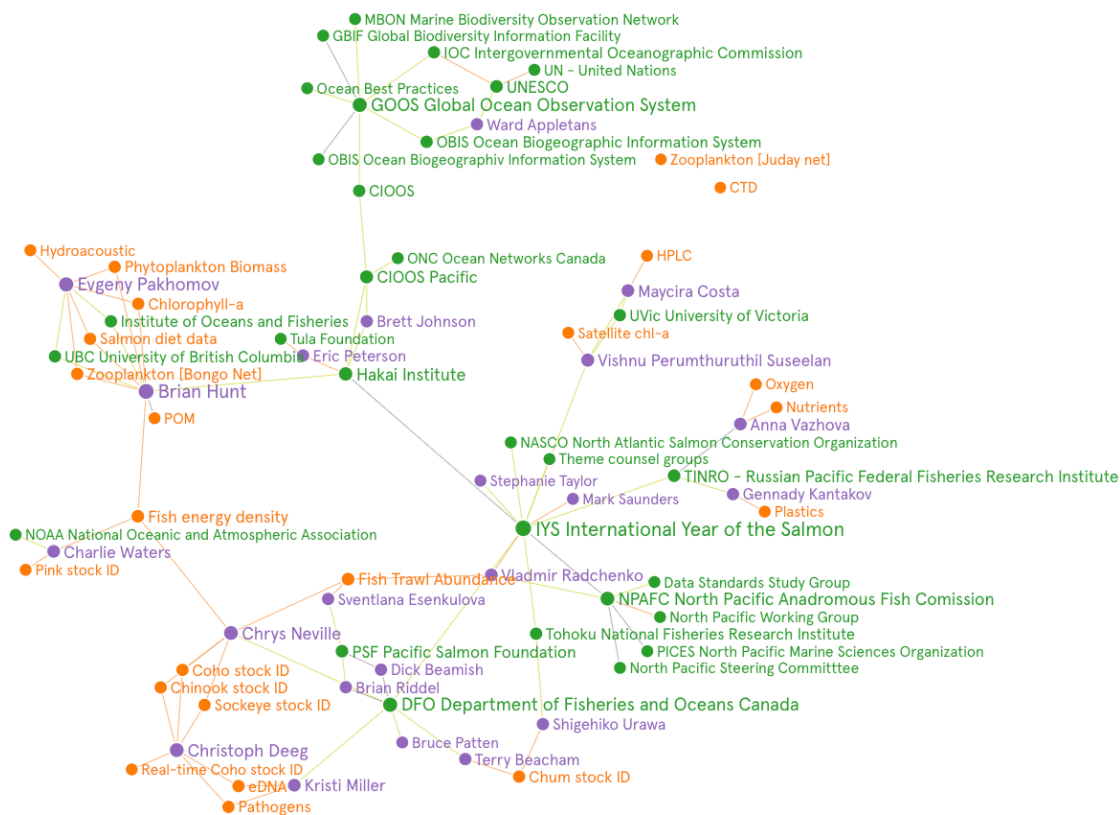 MBON Marine Biodiversity Observation Network
GBIF Global Biodiversity Information Facility
IOC Intergovernmental Oceanographic Commission
UN - United Nations
UNESCO
Ocean Best Practices
GOOS Global Ocean Observation System
Ward Appletans
OBIS Ocean Biogeographic Information System
OBIS Ocean Biogeographiv Information System
Zooplankton [Juday net]
CTD
CIOOS
Hydroacoustic
ONC Ocean Networks Canada
HPLC
Phytoplankton Biomass
CIOOS Pacific
Evgeny Pakhomov
Maycira Costa
Chlorophyll-a
UVic University of Victoria
Institute of Oceans and Fisheries
Brett Johnson
Satellite chl-a
Salmon diet data
Tula Foundation
UBC University of British Columbia
Eric Peterson
Vishnu Perumthuruthil Suseelan
Zooplankton [Bongo Net]
Hakai Institute
Oxygen
Brian Hunt
Nutrients
POM
Anna Vazhova
NASCO North Atlantic Salmon Conservation Organization
Theme counsel groups
TINRO - Russian Pacific Federal Fisheries Research Institute
Stephanie Taylor
Gennady Kantakov
Mark Saunders
Plastics
Fish energy density
IYS International Year of the Salmon
NOAA National Oceanic and Atmospheric Association
Charlie Waters
Pink stock ID
Vladmir Radchenko
Fish Trawl Abundance
Data Standards Study Group
Sventlana Esenkulova
NPAFC North Pacific Anadromous Fish Comission
North Pacific Working Group
Chrys Neville
Tohoku National Fisheries Research Institute
PSF Pacific Salmon Foundation
PICES North Pacific Marine Sciences Organization
North Pacific Steering Committtee
Coho stock ID
Dick Beamish
Chinook stock ID
Brian Riddel
Sockeye stock ID
DFO Department of Fisheries and Oceans Canada
Shigehiko Urawa
Bruce Patten
Christoph Deeg
Terry Beacham
Real-time Coho stock ID
Chum stock ID
eDNA
Kristi Miller
Pathogens